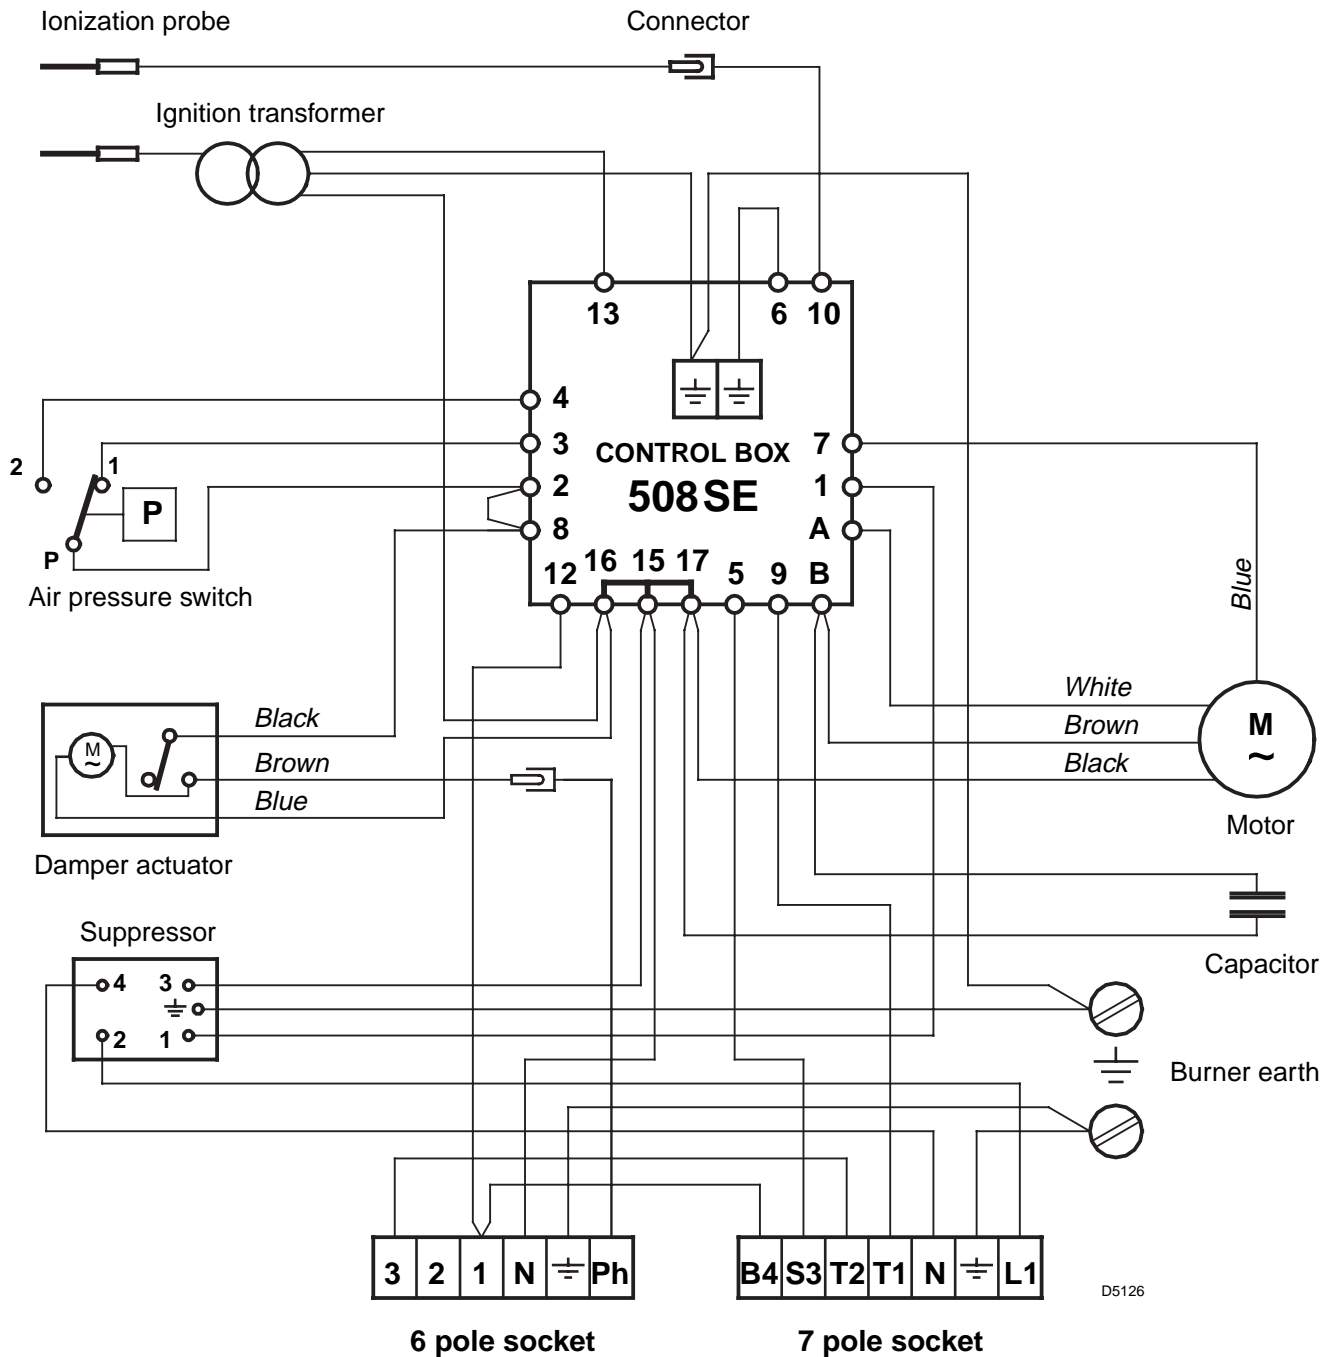 Ionization probe
Connector
Ignition transformer
13
6
10
4
3
CONTROL BOX
7
2
1
P
P
Air pressure switch
2
508 SE
1
8
A
12
16
15
17
5
9
B
Blue
White
Brown
Black
M
~
Motor
Black
Brown
Blue
M
~
Damper actuator
Capacitor
Suppressor
4
3
2
1
Burner earth
3
2
1
N
Ph
6 pole socket
B4
S3
T2
T1
N
L1
7 pole socket
D5126